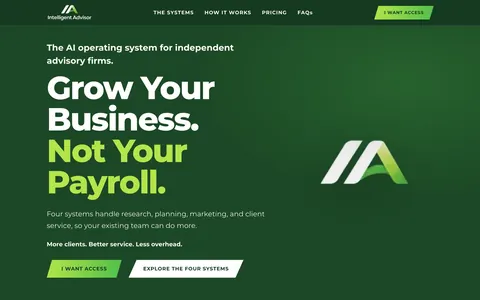 Intelligent Advisor
THE SYSTEMS
HOW IT WORKS
PRICING
FAQs
I WANT ACCESS
The AI operating system for independent
advisory firms.
Grow Your
Business.
Not Your
Payroll.
Four systems handle research, planning, marketing, and client
service, so your existing team can do more.
More clients. Better service. Less overhead.
I WANT ACCESS
EXPLORE THE FOUR SYSTEMS